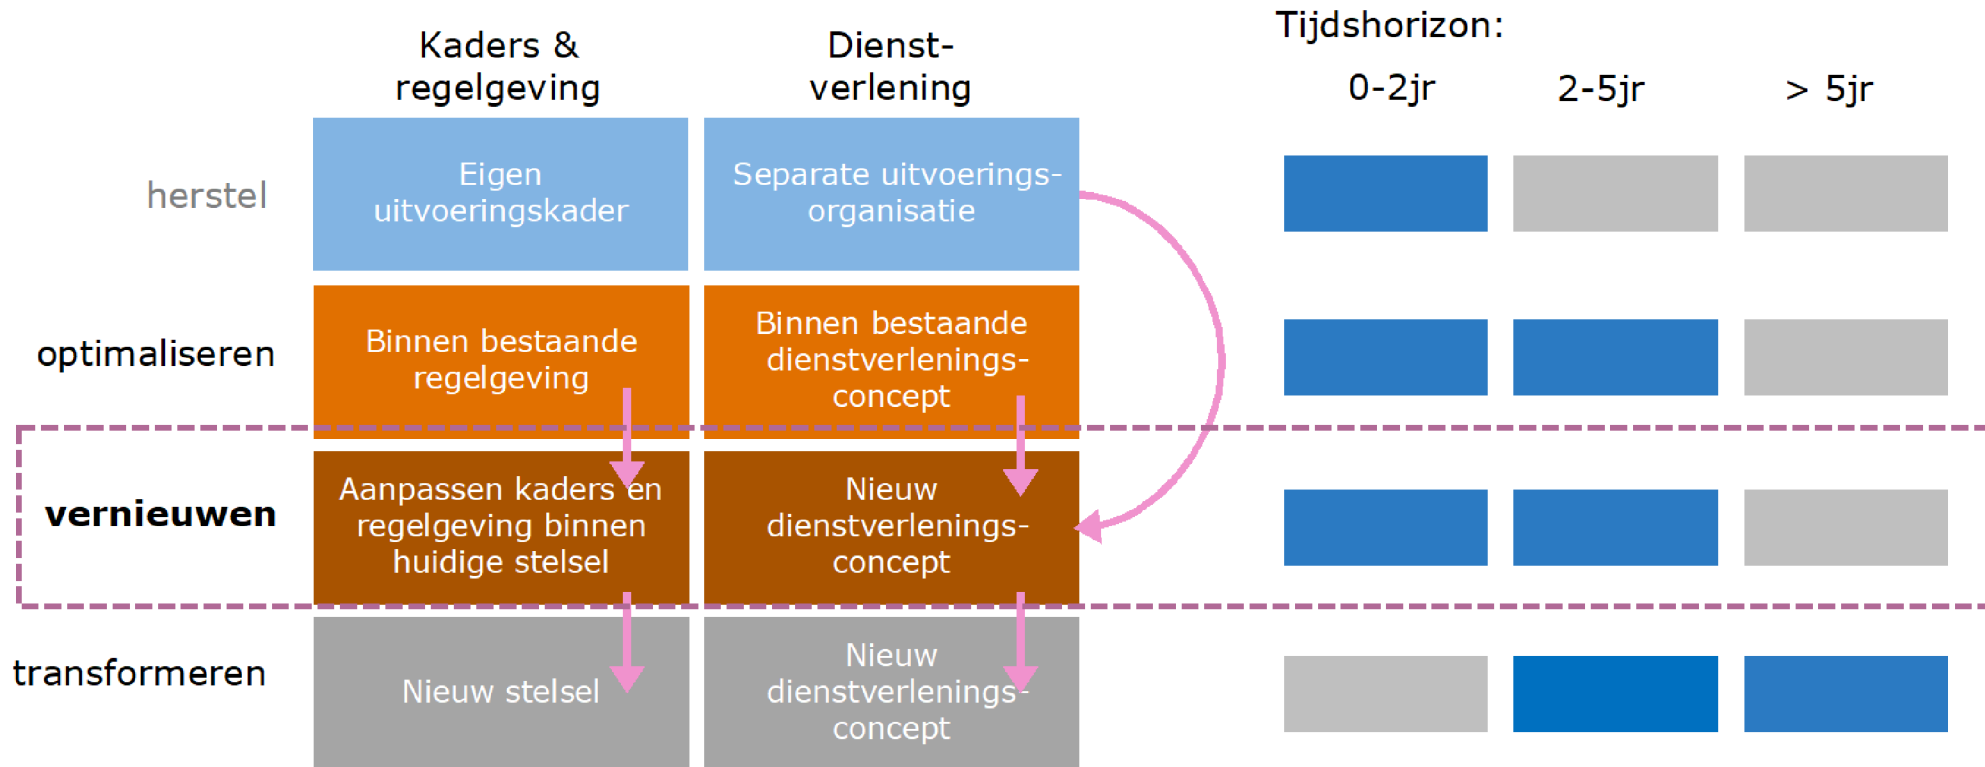 Kaders &
regelgeving
Dienst-
verlening
Tijdshorizon:
0-2jr
2-5jr
> 5jr
herstel
Eigen
uitvoeringskader
Separate uitvoerings-
organisatie
optimaliseren
Binnen bestaande
regelgeving
Binnen bestaande
dienstverlenings-
concept
vernieuwen
Aanpassen kaders en
regelgeving binnen
huidige stelsel
Nieuw
dienstverlenings-
concept
transformeren
Nieuw stelsel
Nieuw
dienstverlenings-
concept